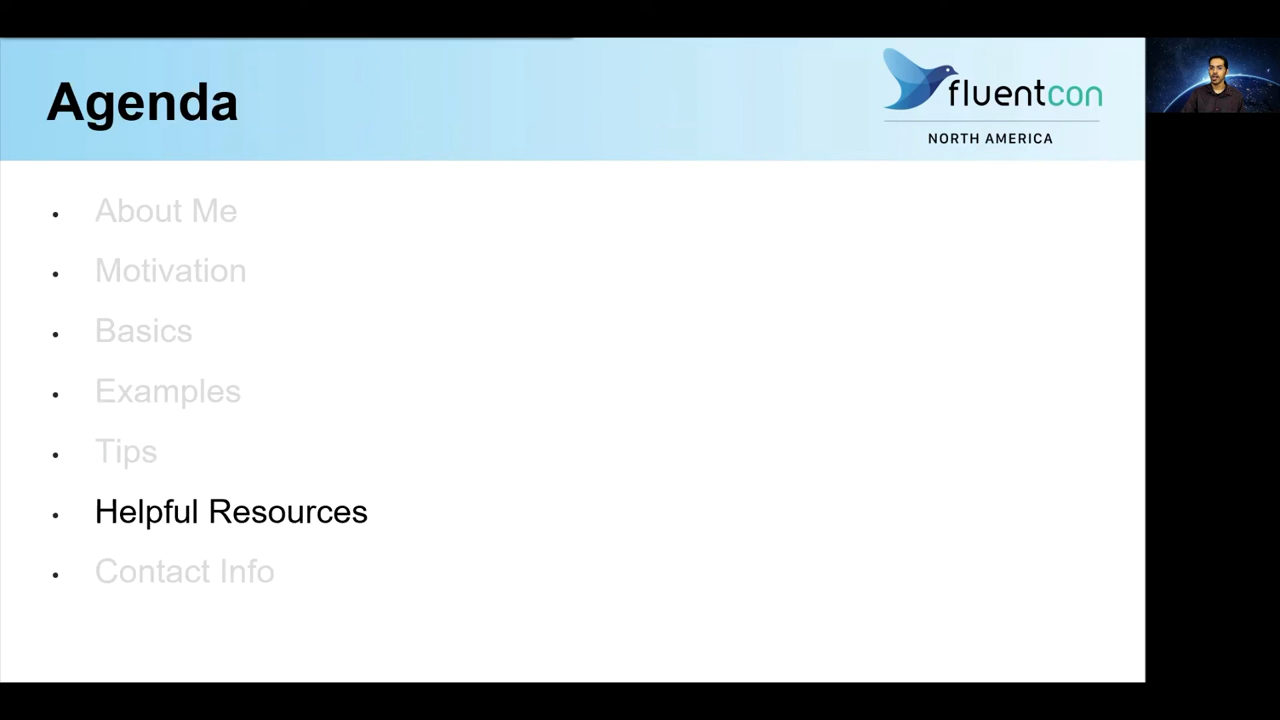 Agenda
fluentcon
NORTH AMERICA
• About Me
• Motivation
• Basics
• Examples
• Tips
• Helpful Resources
• Contact Info